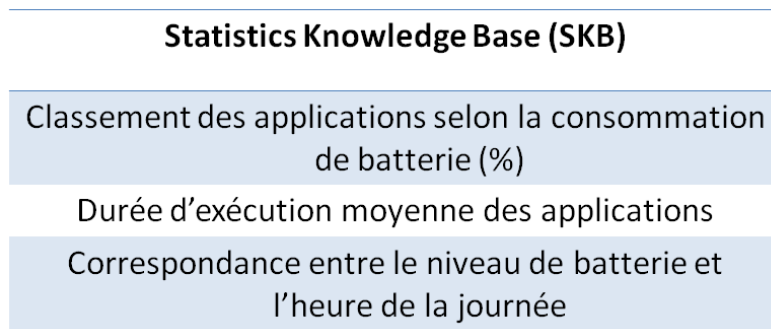 Statistics Knowledge Base (SKB)
Classement des applications selon la consommation
de batterie (%)
Durée d’exécution moyenne des applications
Correspondance entre le niveau de batterie et
l’heure de la journée